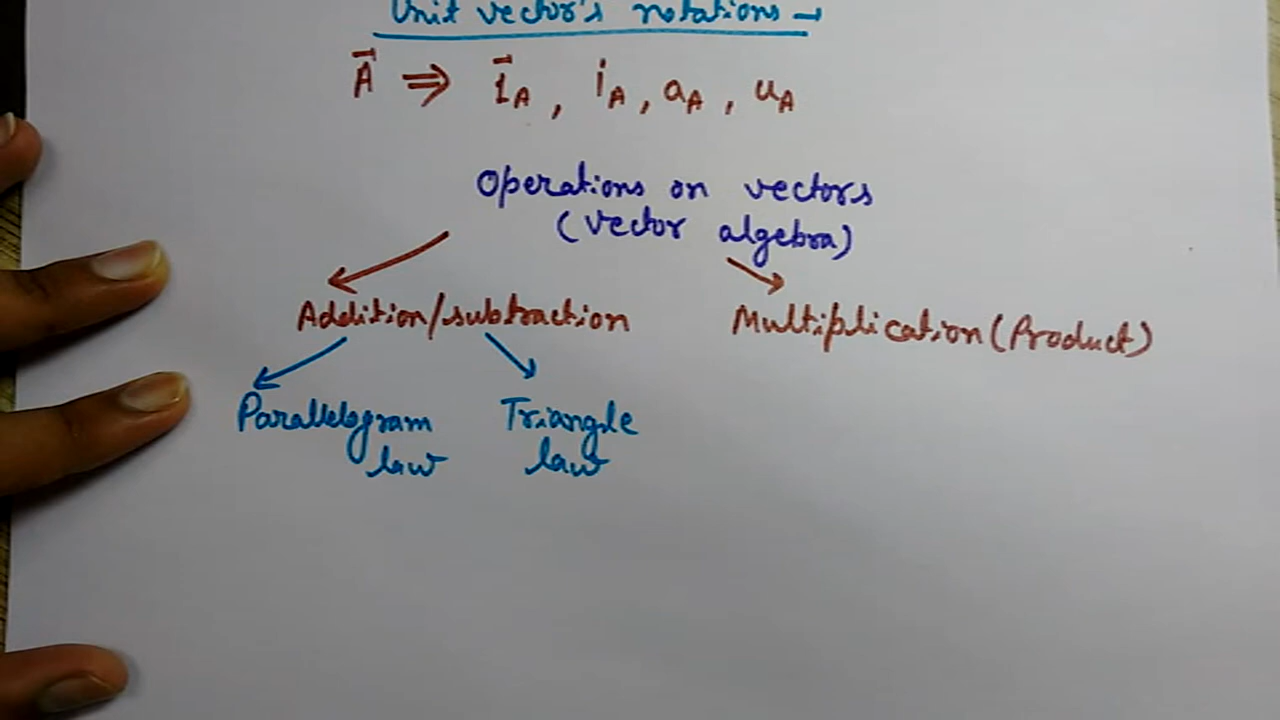 Unit vector's notations →
A⃗ ⇒ 1⃗A , iA , aA , uA
Operations on vectors
(vector algebra)
Addition/subtraction
Multiplication (Product)
Parallelogram law
Triangle law